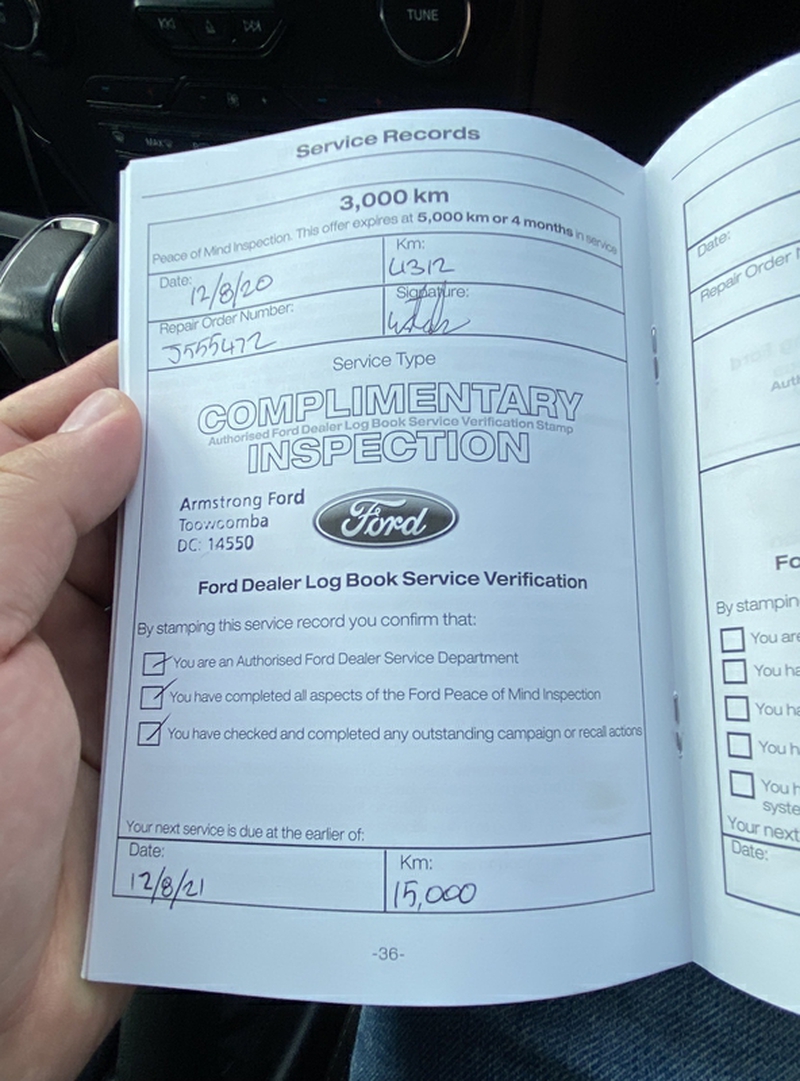 TUNE
MAX
Service Records
3,000 km
Peace of Mind Inspection. This offer expires at 5,000 km or 4 months in service
Date:
12/8/20
Km:
4312
Repair Order Number:
J555472
Signature:
Service Type
COMPLIMENTARY
Authorised Ford Dealer Log Book Service Verification Stamp
INSPECTION
Armstrong Ford
Toowoomba
DC: 14550
Ford
Ford Dealer Log Book Service Verification
By stamping this service record you confirm that:
You are an Authorised Ford Dealer Service Department
You have completed all aspects of the Ford Peace of Mind Inspection
You have checked and completed any outstanding campaign or recall actions
Your next service is due at the earlier of:
Date:
12/8/21
Km:
15,000
-36-
Date:
Repair Order N
Auth
Fo
By stampin
You are
You ha
You ha
You h
You h
syste
Your next
Date: